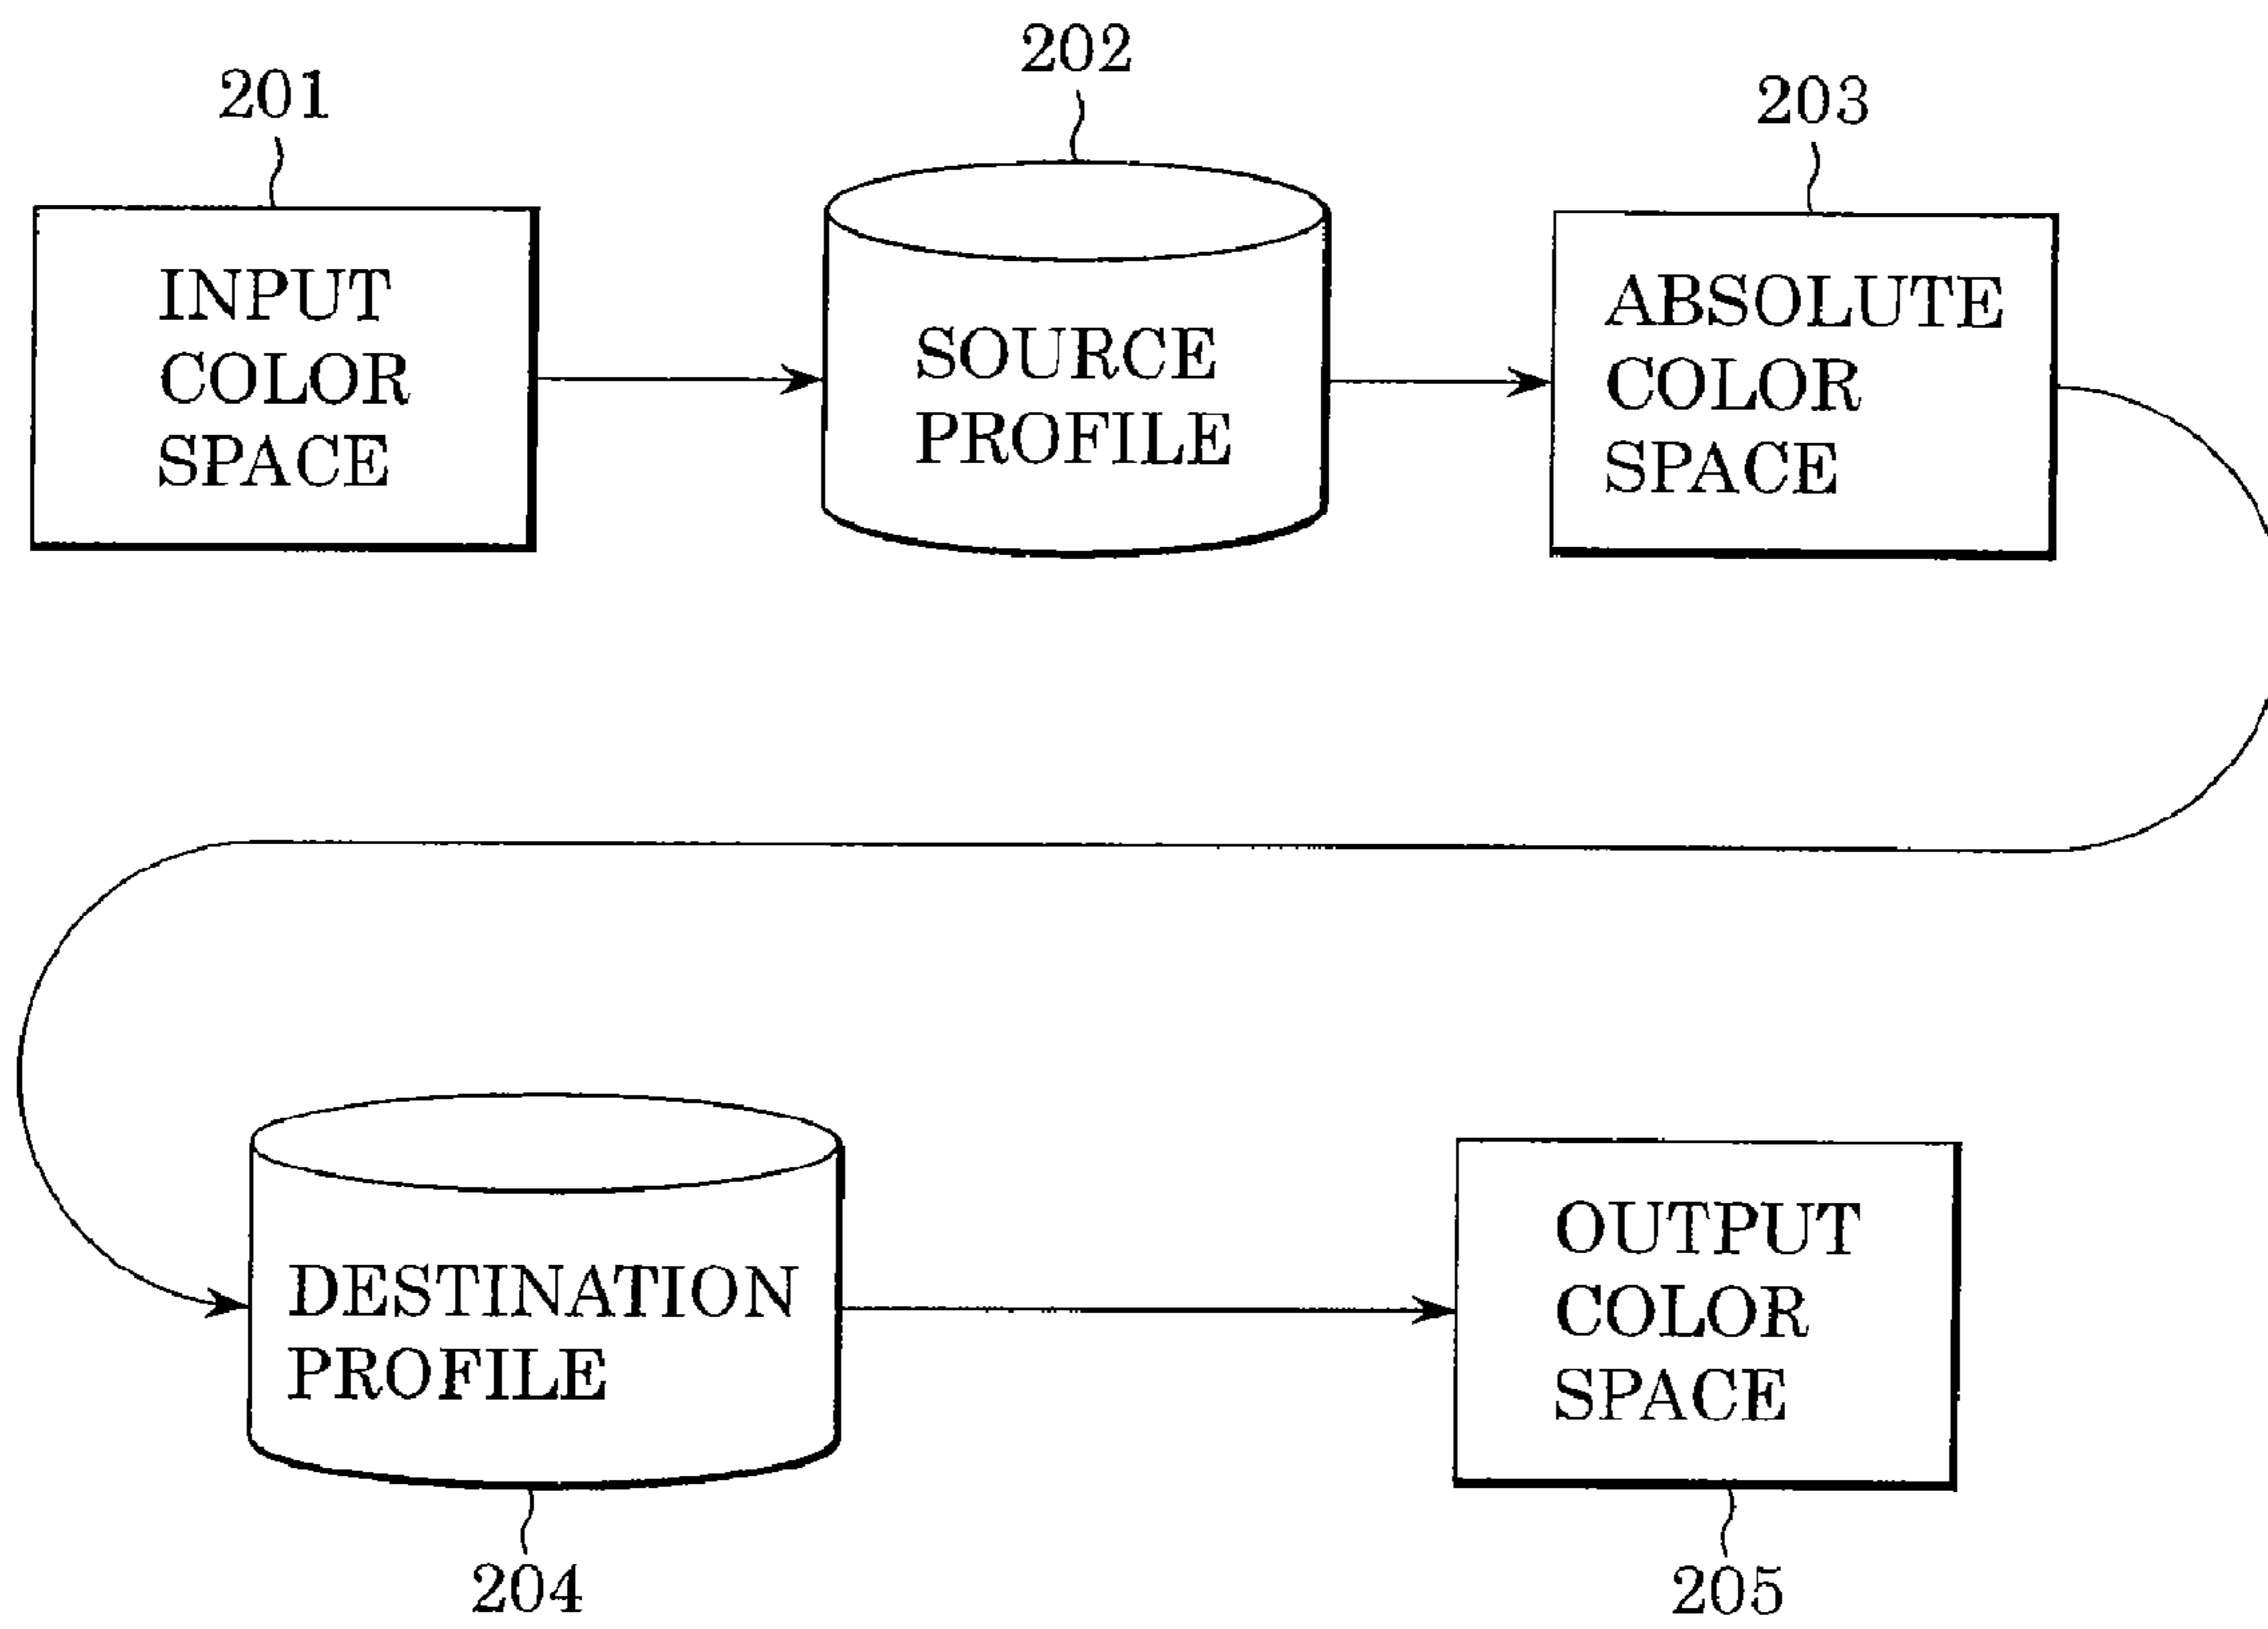 201
202
203
INPUT
COLOR
SPACE
SOURCE
PROFILE
ABSOLUTE
COLOR
SPACE
DESTINATION
PROFILE
OUTPUT
COLOR
SPACE
204
205